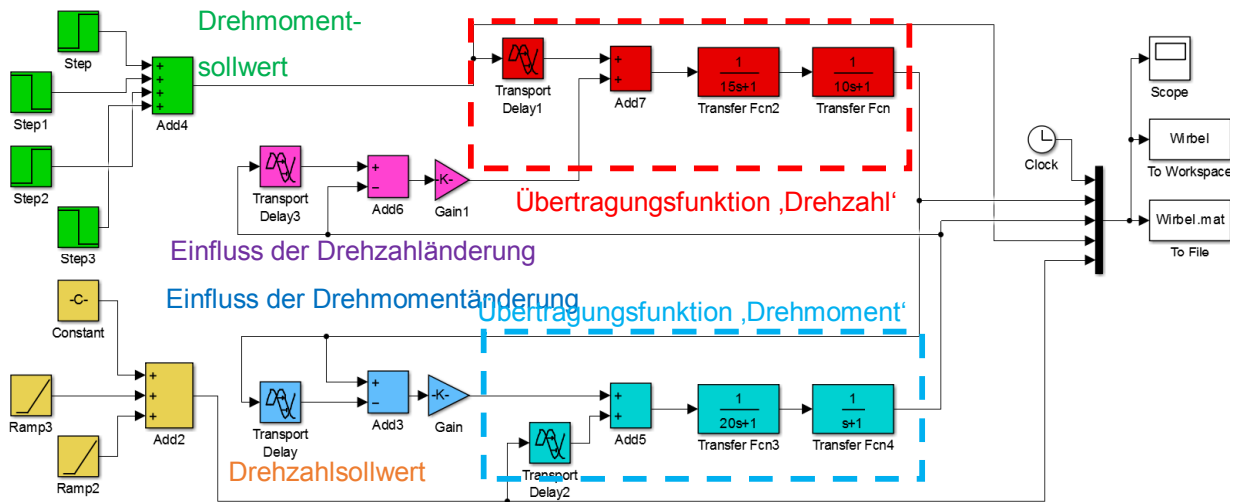 Drehmoment-
sollwert
Step
Step1
Step2
Step3
+
+
+
+
Add4
Transport
Delay1
+
+
Add7
1
15s+1
Transfer Fcn2
1
10s+1
Transfer Fcn
Scope
Wirbel
To Workspace
Wirbel.mat
To File
Clock
Transport
Delay3
+
−
Add6
-K-
Gain1
Übertragungsfunktion ‚Drehzahl‘
Einfluss der Drehzahländerung
Einfluss der Drehmomentänderung
Übertragungsfunktion ‚Drehmoment‘
-C-
Constant
Ramp3
Ramp2
+
+
+
Add2
Transport
Delay
+
−
Add3
-K-
Gain
Drehzahlsollwert
Transport
Delay2
+
+
Add5
1
20s+1
Transfer Fcn3
1
s+1
Transfer Fcn4